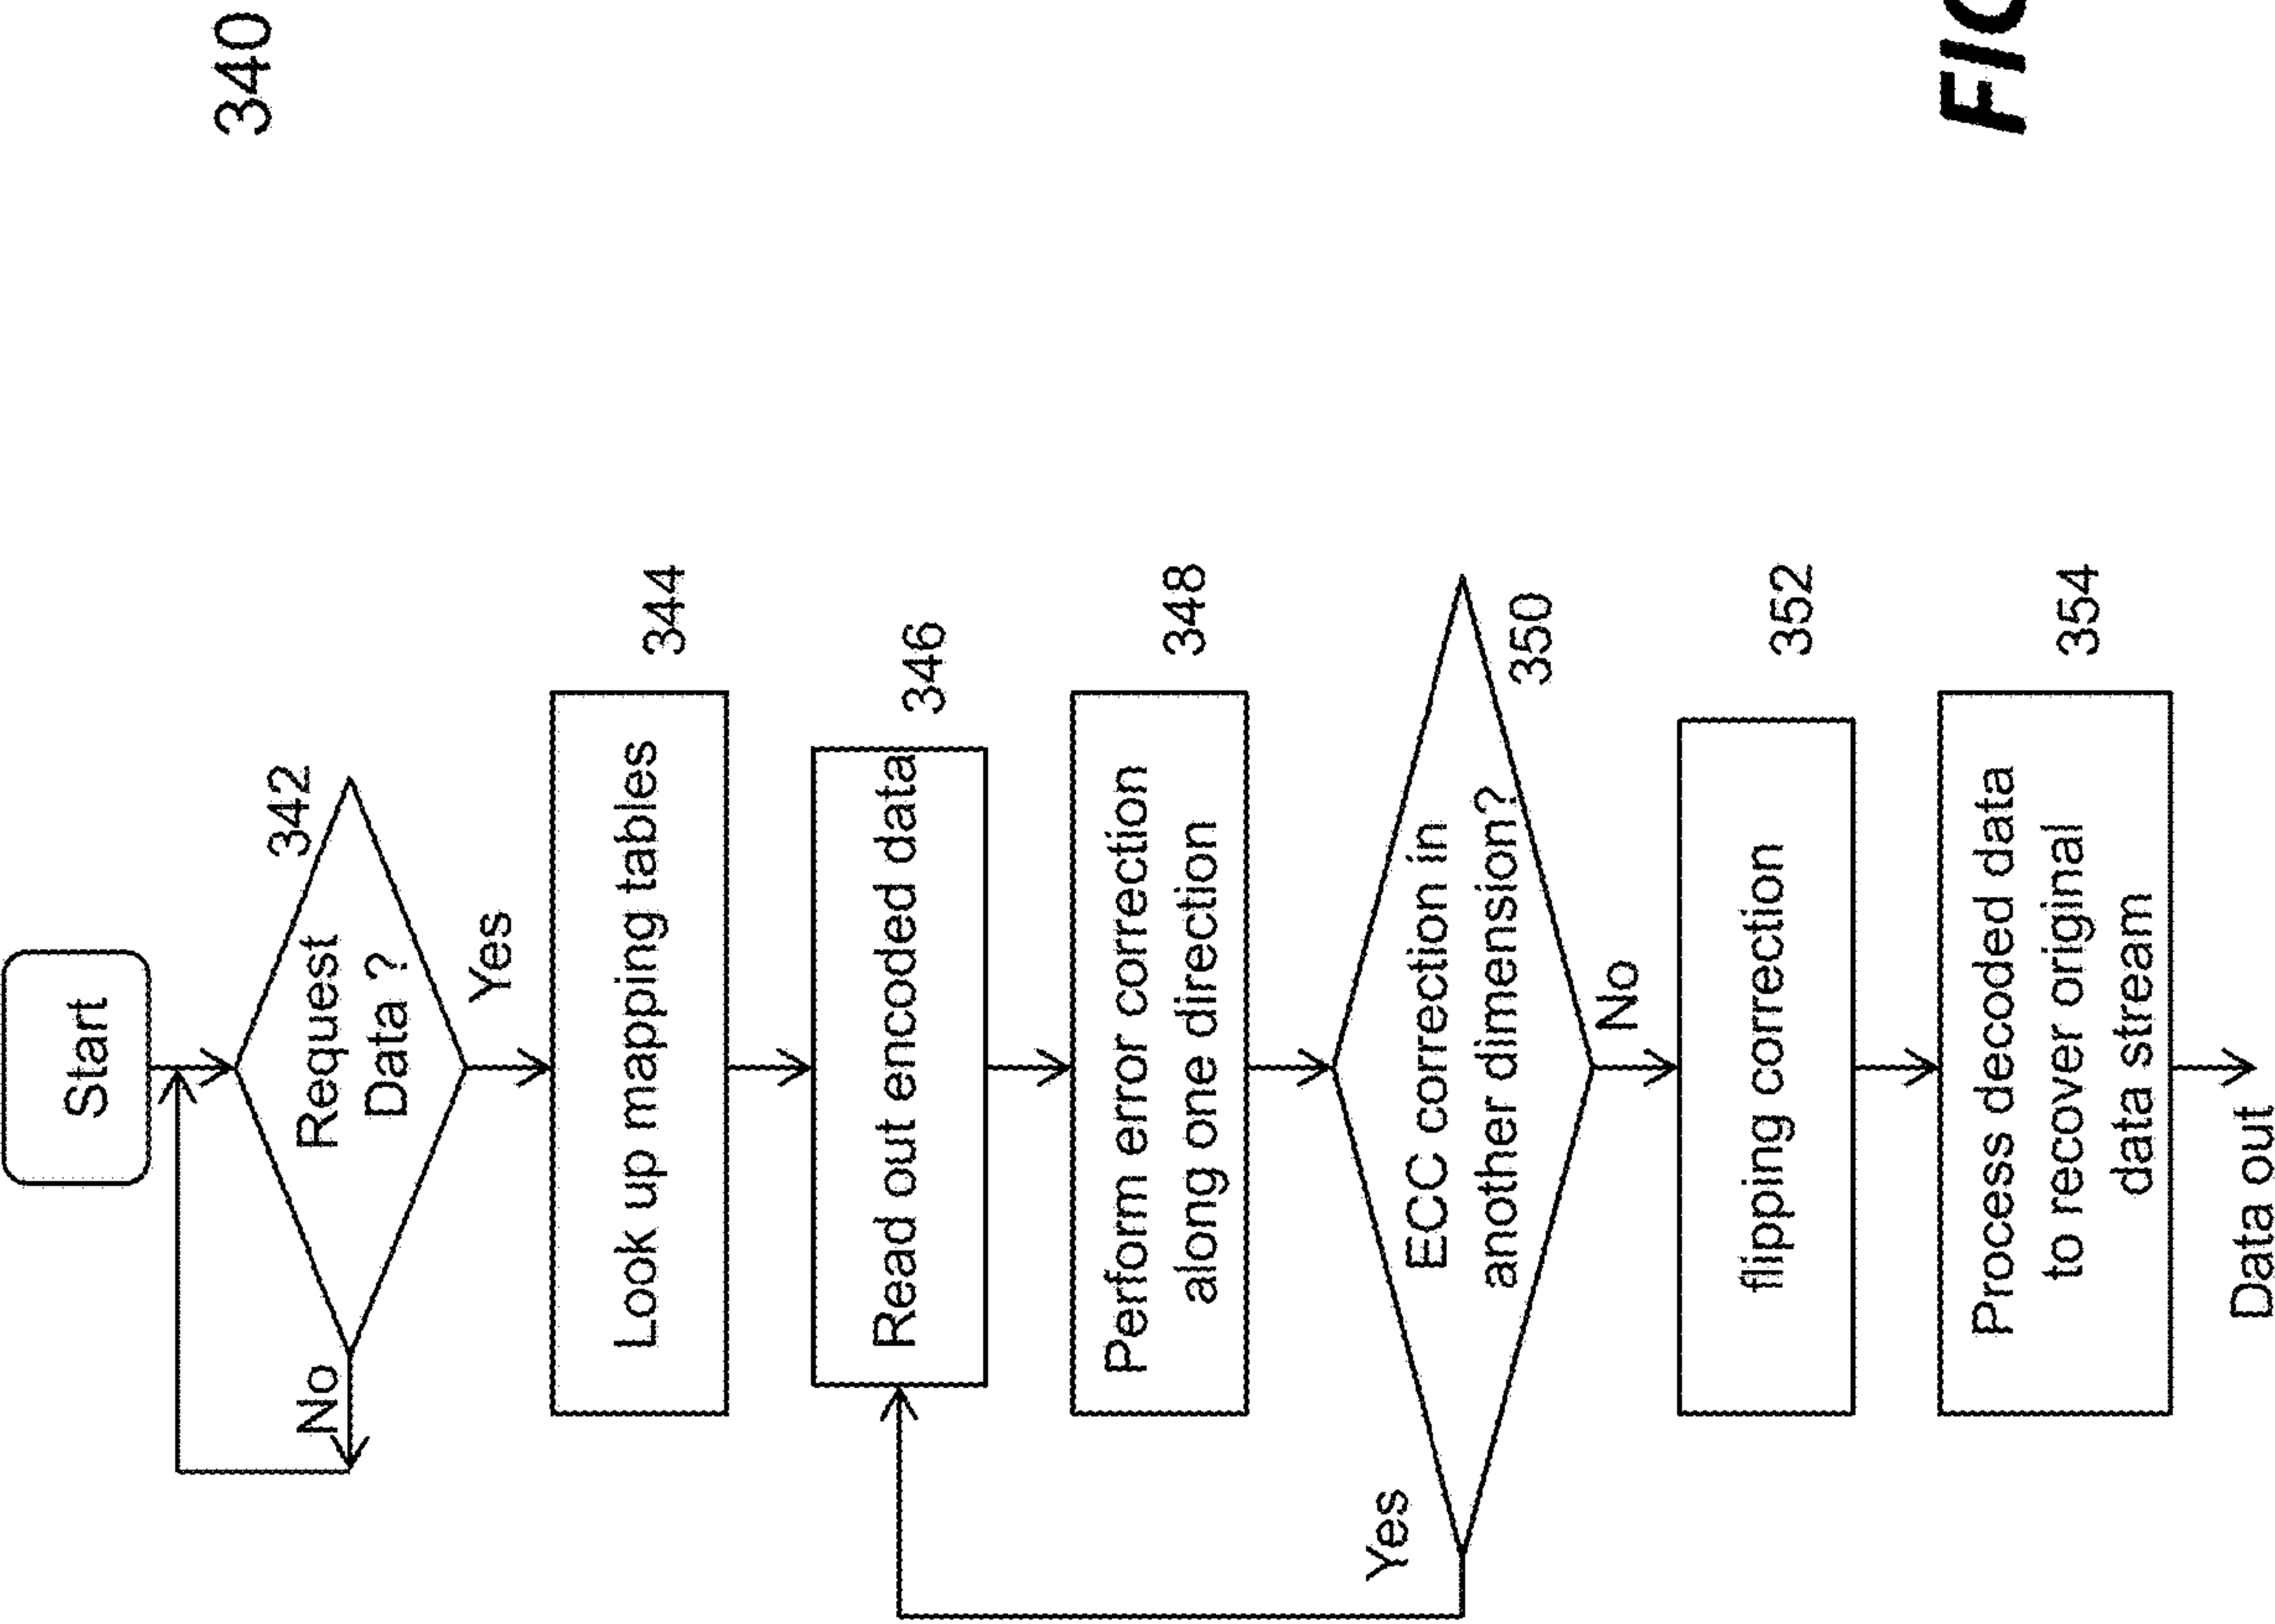 340
Start
342
Request
Data ?
No
Yes
Look up mapping tables
344
Read out encoded data
346
Perform error correction
along one direction
348
ECC correction in
another dimension?
350
Yes
No
flipping correction
352
Process decoded data
to recover original
data stream
354
Data out